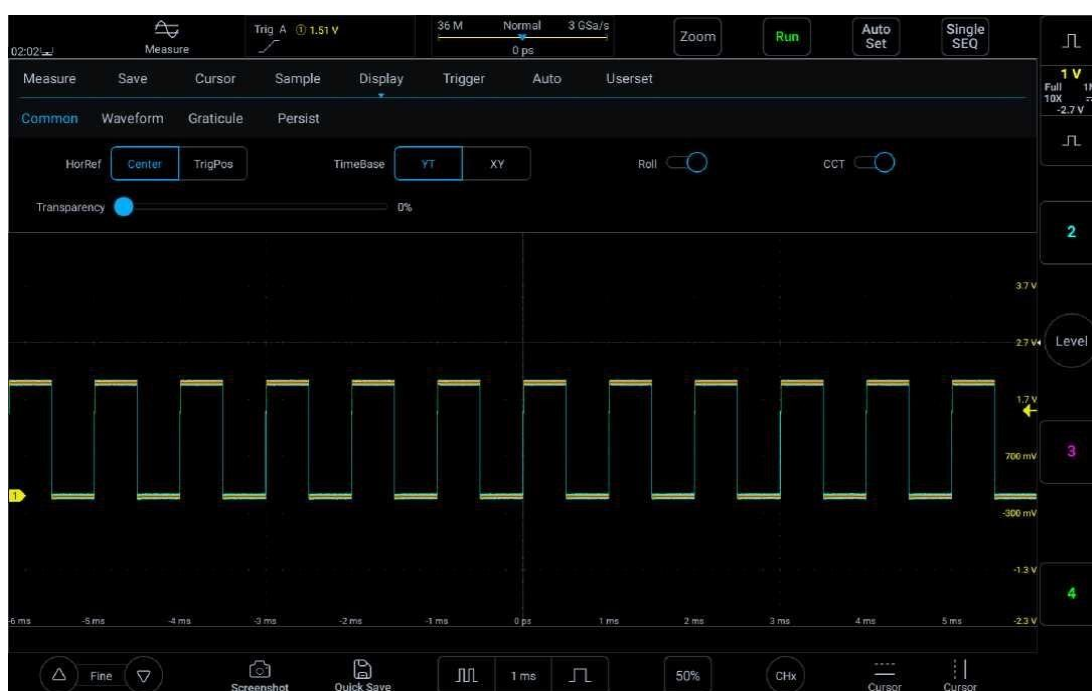 02:02
Measure
Trig A ① 1.51 V
36 M Normal 3 GSa/s
0 ps
Zoom
Run
Auto Set
Single SEQ
Measure Save Cursor Sample Display Trigger Auto Userset
Common Waveform Graticule Persist
HorRef Center TrigPos TimeBase YT XY Roll CCT
Transparency 0%
1 V
Full 1M
10X
-2.7 V
2
Level
3
4
3.7 V
2.7 V
1.7 V
700 mV
1
-300 mV
-1.3 V
-2.3 V
-6 ms -5 ms -4 ms -3 ms -2 ms -1 ms 0 ps 1 ms 2 ms 3 ms 4 ms 5 ms
Fine
Screenshot
Quick Save
1 ms
50%
CHx
Cursor
Cursor